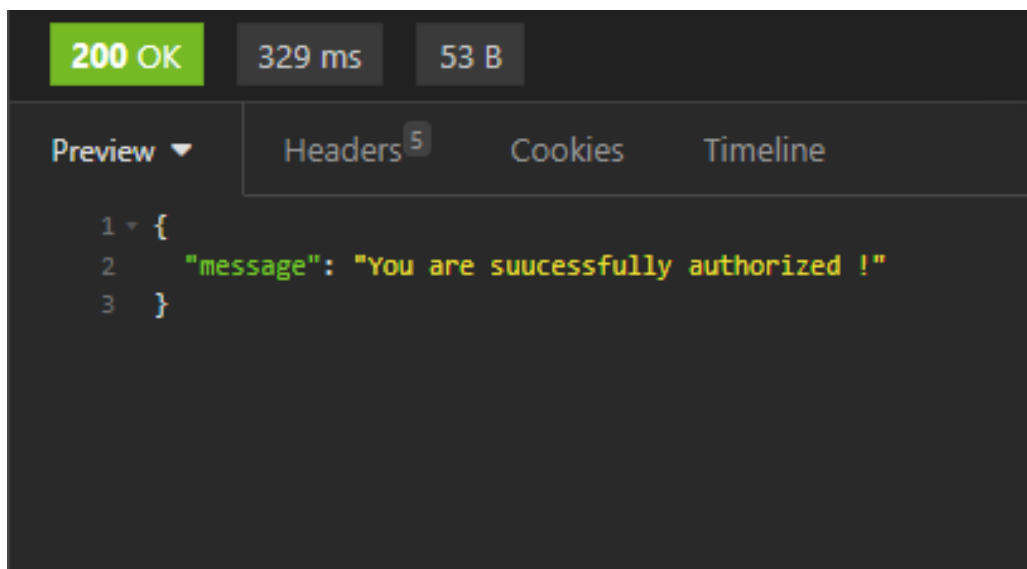 200 OK 329 ms 53 B
Preview Headers 5 Cookies Timeline
1 {
2 "message": "You are suucessfully authorized !"
3 }